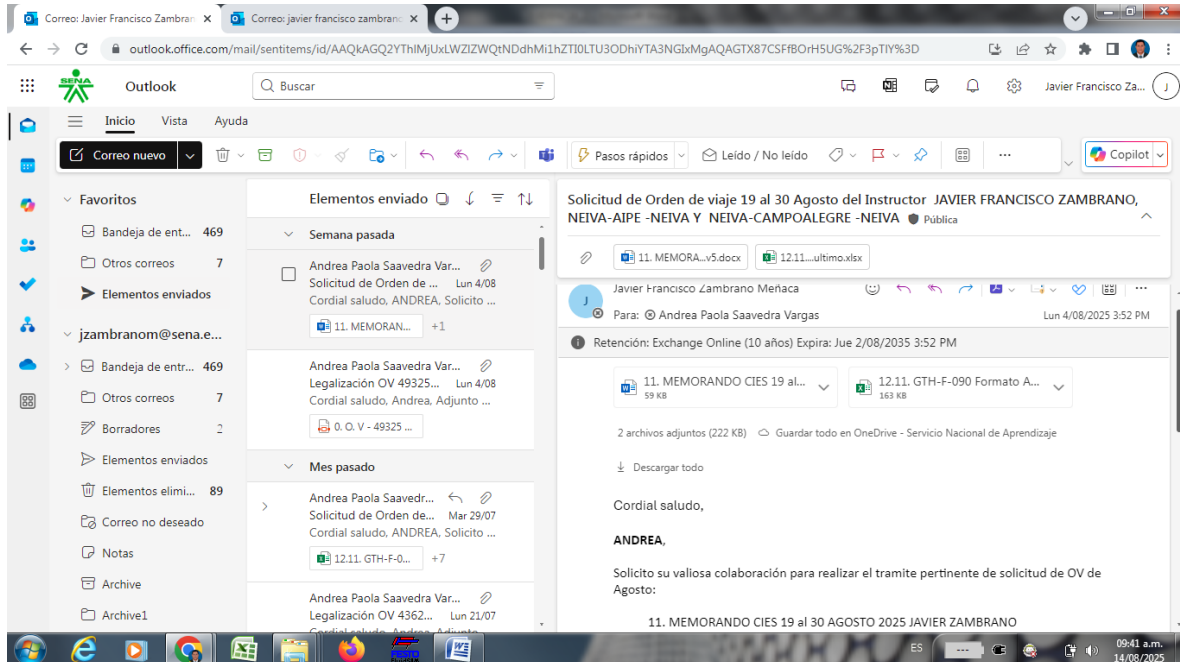 Correo: Javier Francisco Zambran
Correo: javier francisco zambrano
outlook.office.com/mail/sentitems/id/AAQkAGQ2YThlMjUxLWZlZWQtNDdhMi1hZTI0LTU3ODhiYTA3NGIxMgAQAGTX87CSFfBOrH5UG%2F3pTIY%3D
SENA
Outlook
Buscar
Javier Francisco Za...
J
Inicio Vista Ayuda
Correo nuevo
Pasos rápidos
Leído / No leído
Copilot
Favoritos
Bandeja de ent... 469
Otros correos 7
Elementos enviados
jzambranom@sena.e...
Bandeja de entr... 469
Otros correos 7
Borradores 2
Elementos enviados
Elementos elimi... 89
Correo no deseado
Notas
Archive
Archive1
Elementos enviado
Semana pasada
Andrea Paola Saavedra Var...
Solicitud de Orden de ... Lun 4/08
Cordial saludo, ANDREA, Solicito ...
11. MEMORAN... +1
Andrea Paola Saavedra Var...
Legalización OV 49325... Lun 4/08
Cordial saludo, Andrea, Adjunto ...
0. O. V - 49325 ...
Mes pasado
Andrea Paola Saavedr...
Solicitud de Orden de... Mar 29/07
Cordial saludo, ANDREA, Solicito ...
12.11. GTH-F-0... +7
Andrea Paola Saavedra Var...
Legalización OV 4362... Lun 21/07
Cordial saludo, Andrea, Adjunto
Solicitud de Orden de viaje 19 al 30 Agosto del Instructor JAVIER FRANCISCO ZAMBRANO,
NEIVA-AIPE -NEIVA Y NEIVA-CAMPOALEGRE -NEIVA Pública
11. MEMORA...v5.docx
12.11....ultimo.xlsx
J
Javier Francisco Zambrano Meñaca
Para: Andrea Paola Saavedra Vargas
Lun 4/08/2025 3:52 PM
Retención: Exchange Online (10 años) Expira: Jue 2/08/2035 3:52 PM
11. MEMORANDO CIES 19 al...
59 KB
12.11. GTH-F-090 Formato A...
163 KB
2 archivos adjuntos (222 KB) Guardar todo en OneDrive - Servicio Nacional de Aprendizaje
Descargar todo
Cordial saludo,
ANDREA,
Solicito su valiosa colaboración para realizar el tramite pertinente de solicitud de OV de
Agosto:
11. MEMORANDO CIES 19 al 30 AGOSTO 2025 JAVIER ZAMBRANO
FESTO
ES
09:41 a.m.
14/08/2025